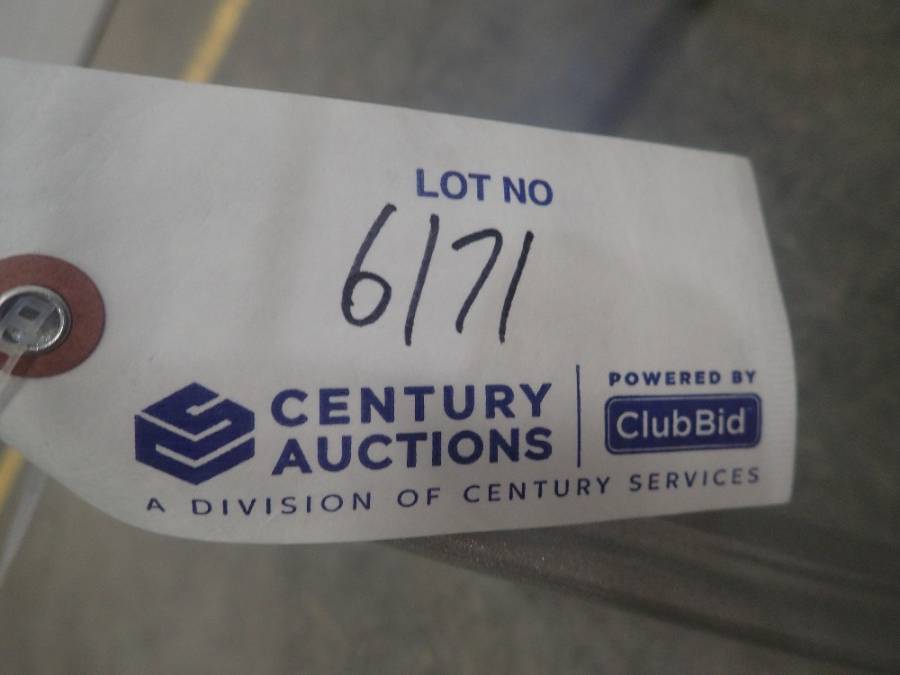 LOT NO
6171
CENTURY
AUCTIONS
POWERED BY
ClubBid
A DIVISION OF CENTURY SERVICES